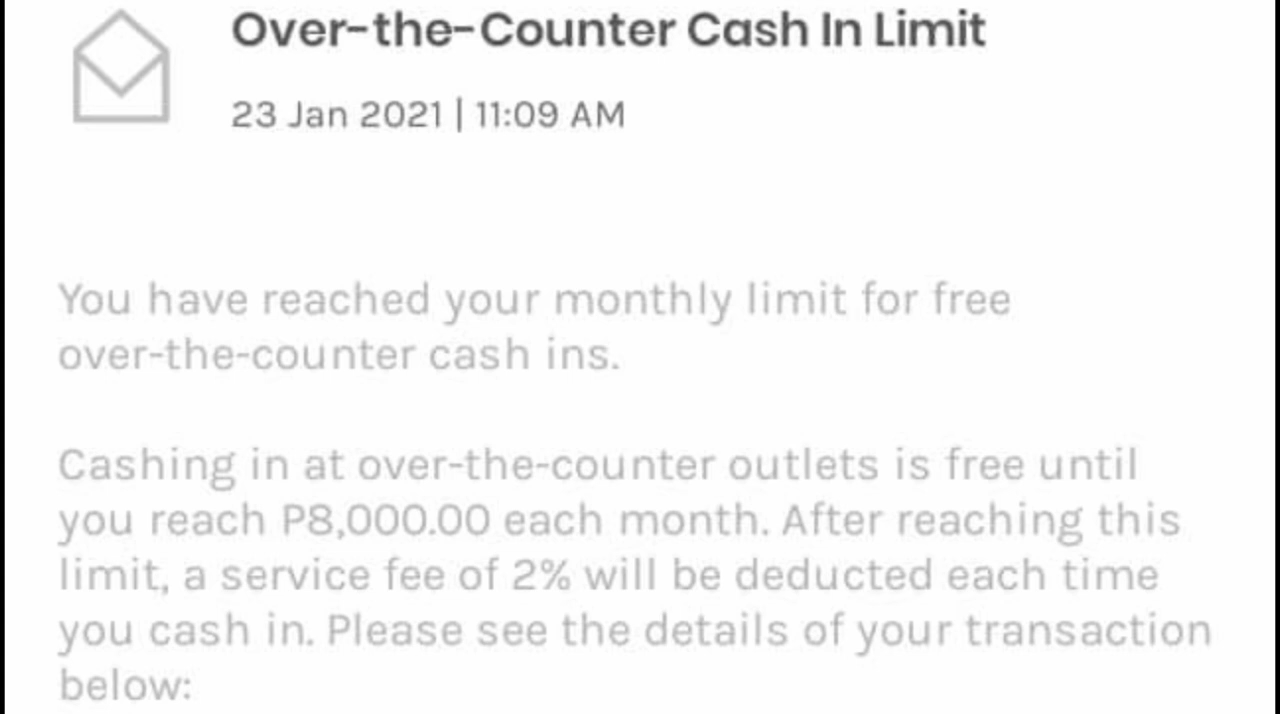 Over-the-Counter Cash In Limit
23 Jan 2021 | 11:09 AM
You have reached your monthly limit for free
over-the-counter cash ins.
Cashing in at over-the-counter outlets is free until
you reach P8,000.00 each month. After reaching this
limit, a service fee of 2% will be deducted each time
you cash in. Please see the details of your transaction
below: